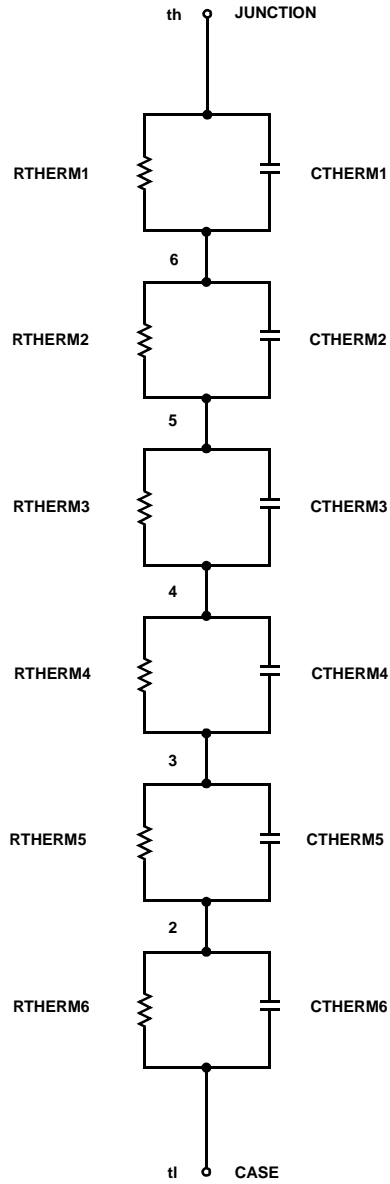 th JUNCTION
RTHERM1 CTHERM1
6
RTHERM2 CTHERM2
5
RTHERM3 CTHERM3
4
RTHERM4 CTHERM4
3
RTHERM5 CTHERM5
2
RTHERM6 CTHERM6
tl CASE